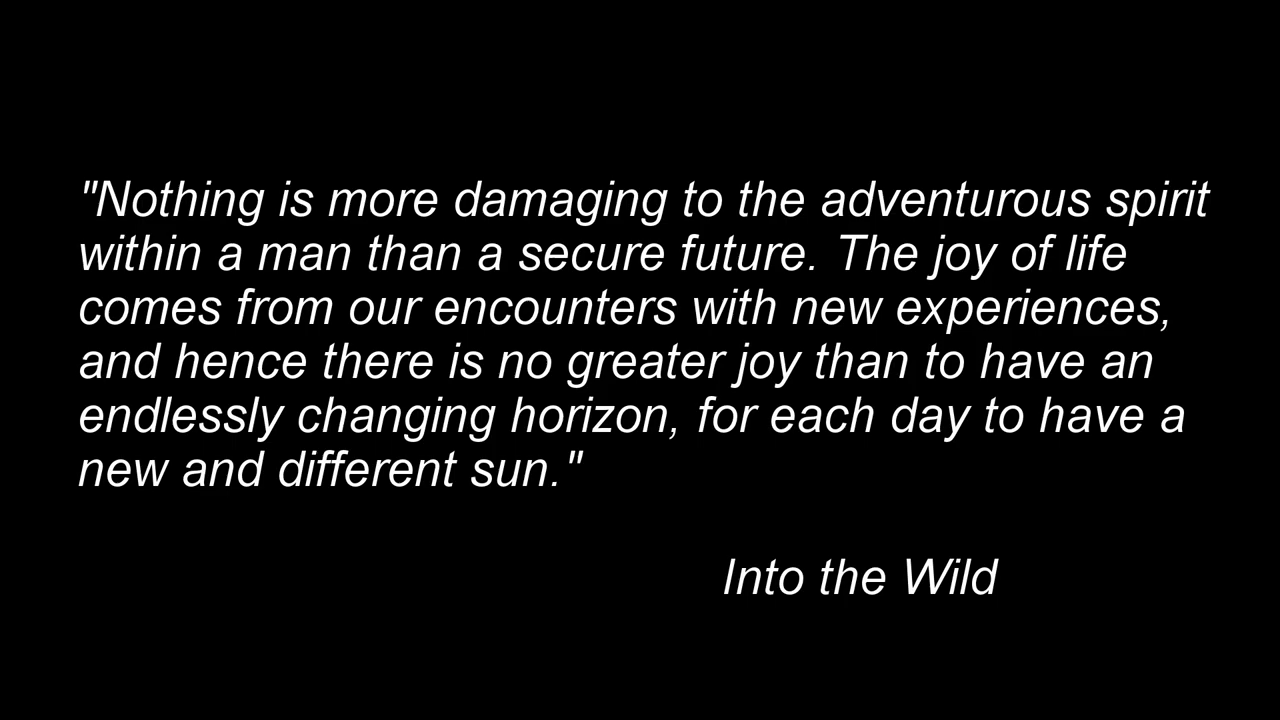 "Nothing is more damaging to the adventurous spirit
within a man than a secure future. The joy of life
comes from our encounters with new experiences,
and hence there is no greater joy than to have an
endlessly changing horizon, for each day to have a
new and different sun."
Into the Wild